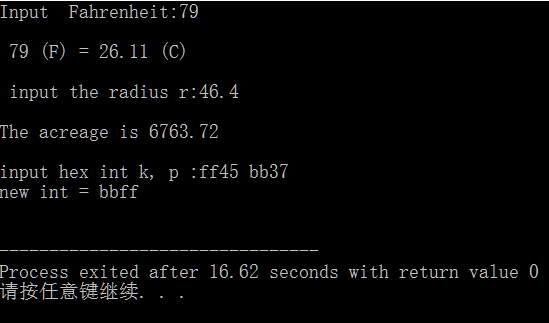 Input  Fahrenheit:79
79 (F) = 26.11 (C)
input the radius r:46.4
The acreage is 6763.72
input hex int k, p :ff45 bb37
new int = bbff
--------------------------------
Process exited after 16.62 seconds with return value 0
请按任意键继续. . .